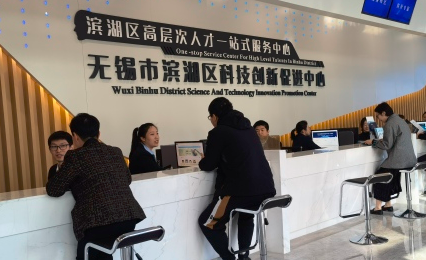 滨湖区高层次人才一站式服务中心
One-stop Service Center For High Level Talents In Binhu District
无锡市滨湖区科技创新促进中心
Wuxi Binhu District Science And Technology Innovation Promotion Center